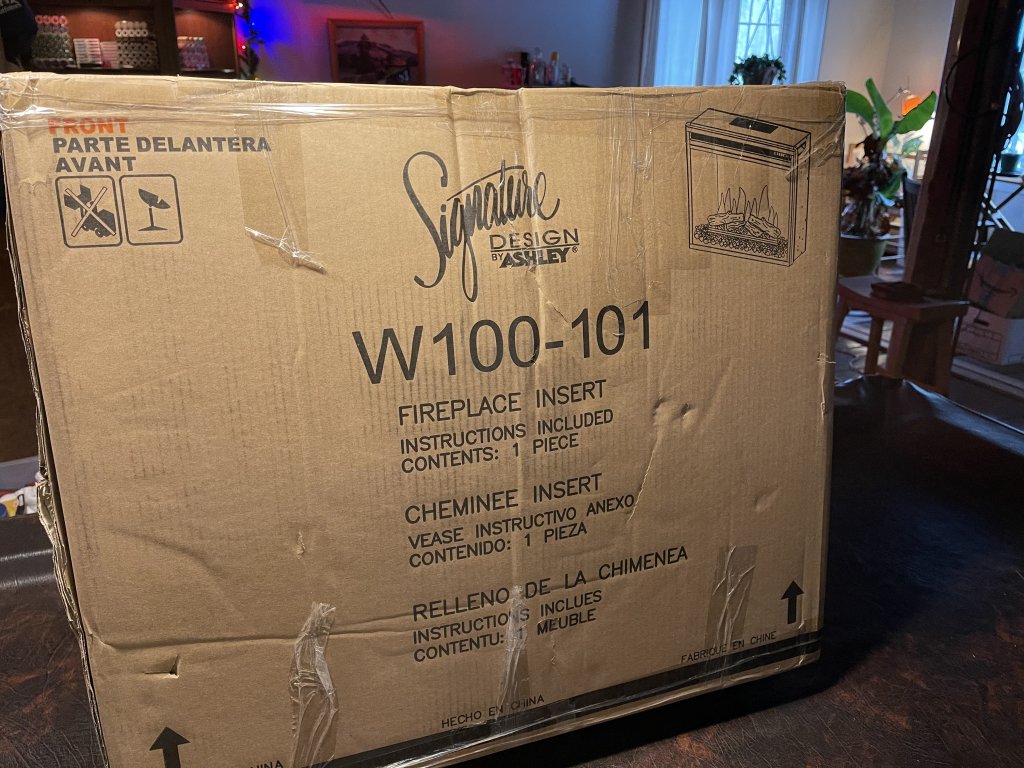 FRONT
PARTE DELANTERA
AVANT
Signature
DESIGN
BY ASHLEY®
W100-101
FIREPLACE INSERT
INSTRUCTIONS INCLUDED
CONTENTS: 1 PIECE
CHEMINEE INSERT
VEASE INSTRUCTIVO ANEXO
CONTENIDO: 1 PIEZA
RELLENO DE LA CHIMENEA
INSTRUCTIONS INCLUES
CONTENTU: 1 MEUBLE
FABRIQUE EN CHINE
HECHO EN CHINA